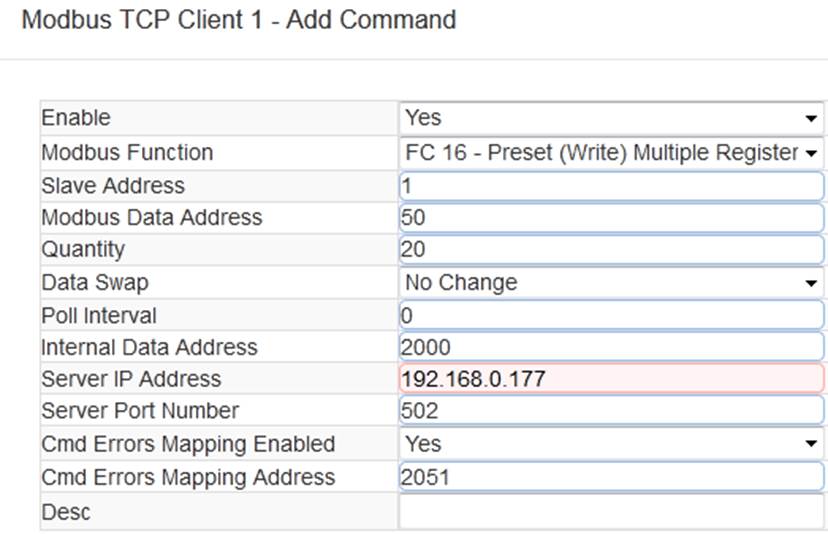 Modbus TCP Client 1 - Add Command
Enable Yes
Modbus Function FC 16 - Preset (Write) Multiple Register
Slave Address 1
Modbus Data Address 50
Quantity 20
Data Swap No Change
Poll Interval 0
Internal Data Address 2000
Server IP Address 192.168.0.177
Server Port Number 502
Cmd Errors Mapping Enabled Yes
Cmd Errors Mapping Address 2051
Desc